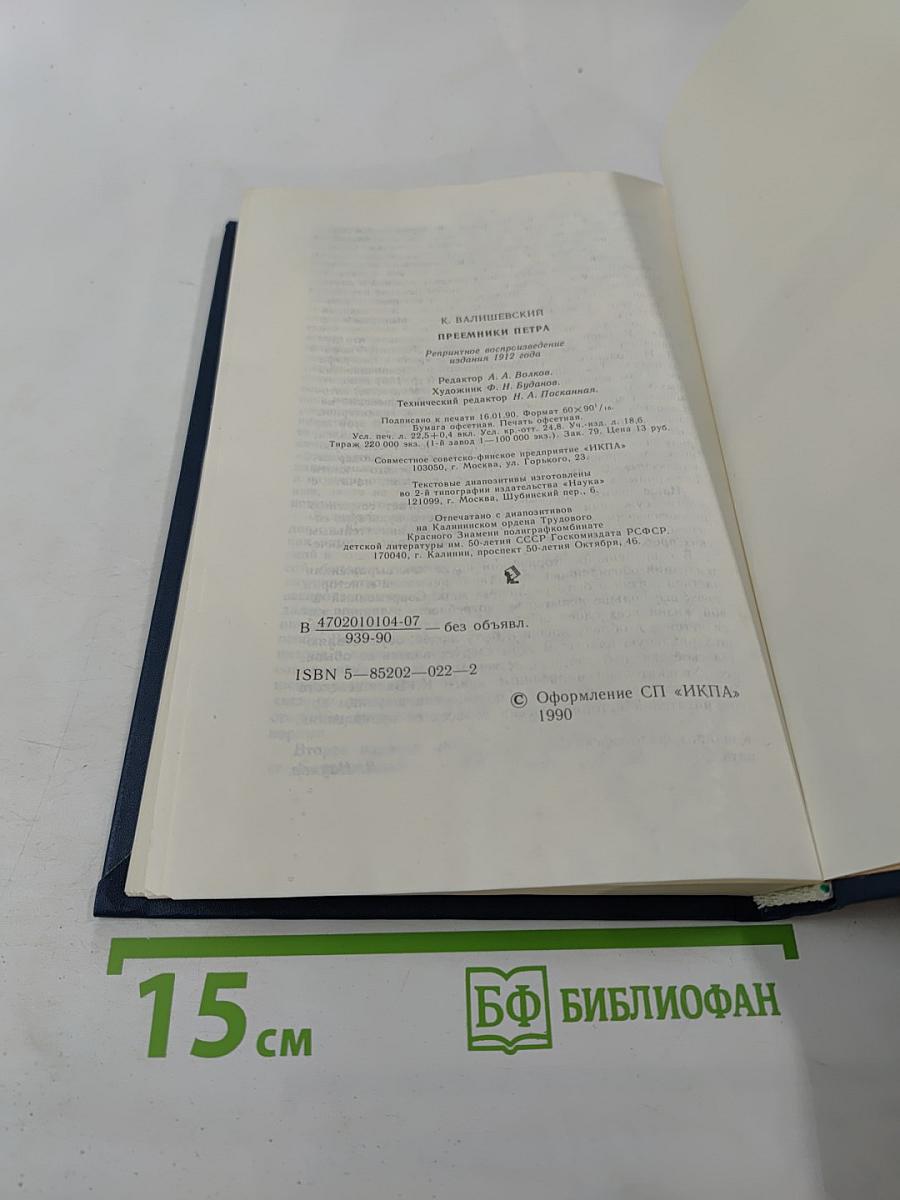 К. ВАЛИШЕВСКИЙ
ПРЕЕМНИКИ ПЕТРА
Репринтное воспроизведение
издания 1912 года
Редактор А. А. Волков.
Художник Ф. Н. Буданов.
Технический редактор Н. А. Посканная.
Подписано к печати 16.01.90. Формат 60×90¹/₁₆.
Бумага офсетная. Печать офсетная.
Усл. печ. л. 22,5+0,4 вкл. Усл. кр.-отт. 24,8. Уч.-изд. л. 18,6.
Тираж 220 000 экз. (1-й завод 1—100 000 экз.). Зак. 79. Цена 13 руб.
Совместное советско-финское предприятие «ИКПА»
103050, г. Москва, ул. Горького, 23.
Текстовые диапозитивы изготовлены
во 2-й типографии издательства «Наука»
121099, г. Москва, Шубинский пер., 6.
Отпечатано с диапозитивов
на Калининском ордена Трудового
Красного Знамени полиграфкомбинате
детской литературы им. 50-летия СССР Госкомиздата РСФСР.
170040, г. Калинин, проспект 50-летия Октября, 46.
В 4702010104-07 — без объявл.
939-90
ISBN 5—85202—022—2
© Оформление СП «ИКПА»
1990
15 см
БФ БИБЛИОФАН